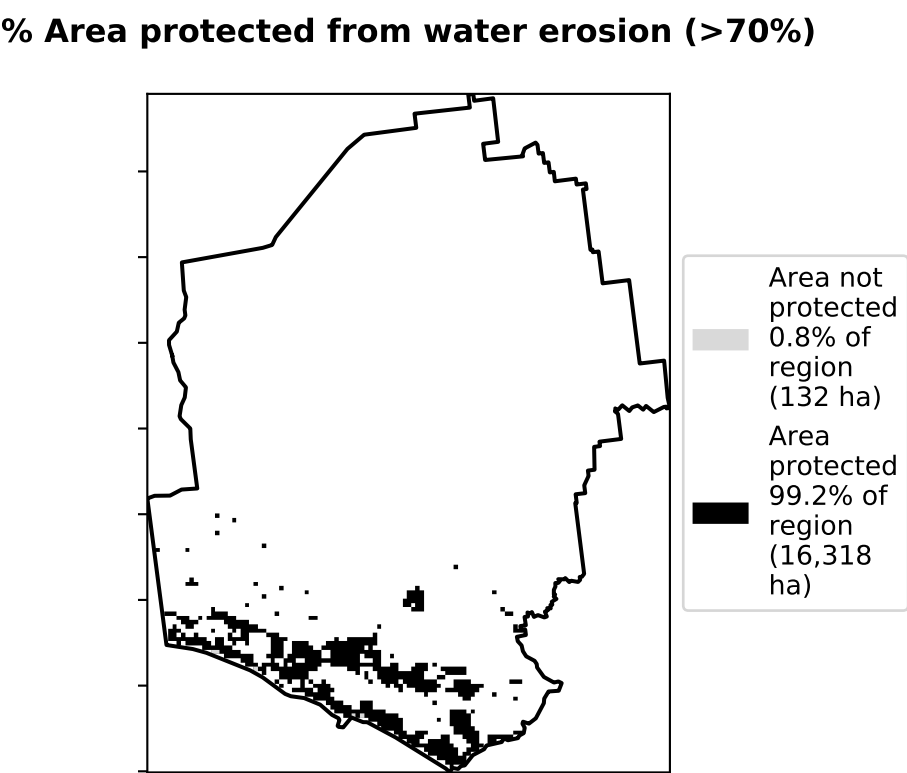 % Area protected from water erosion (>70%)
Area not
protected
0.8% of
region
(132 ha)
Area
protected
99.2% of
region
(16,318
ha)